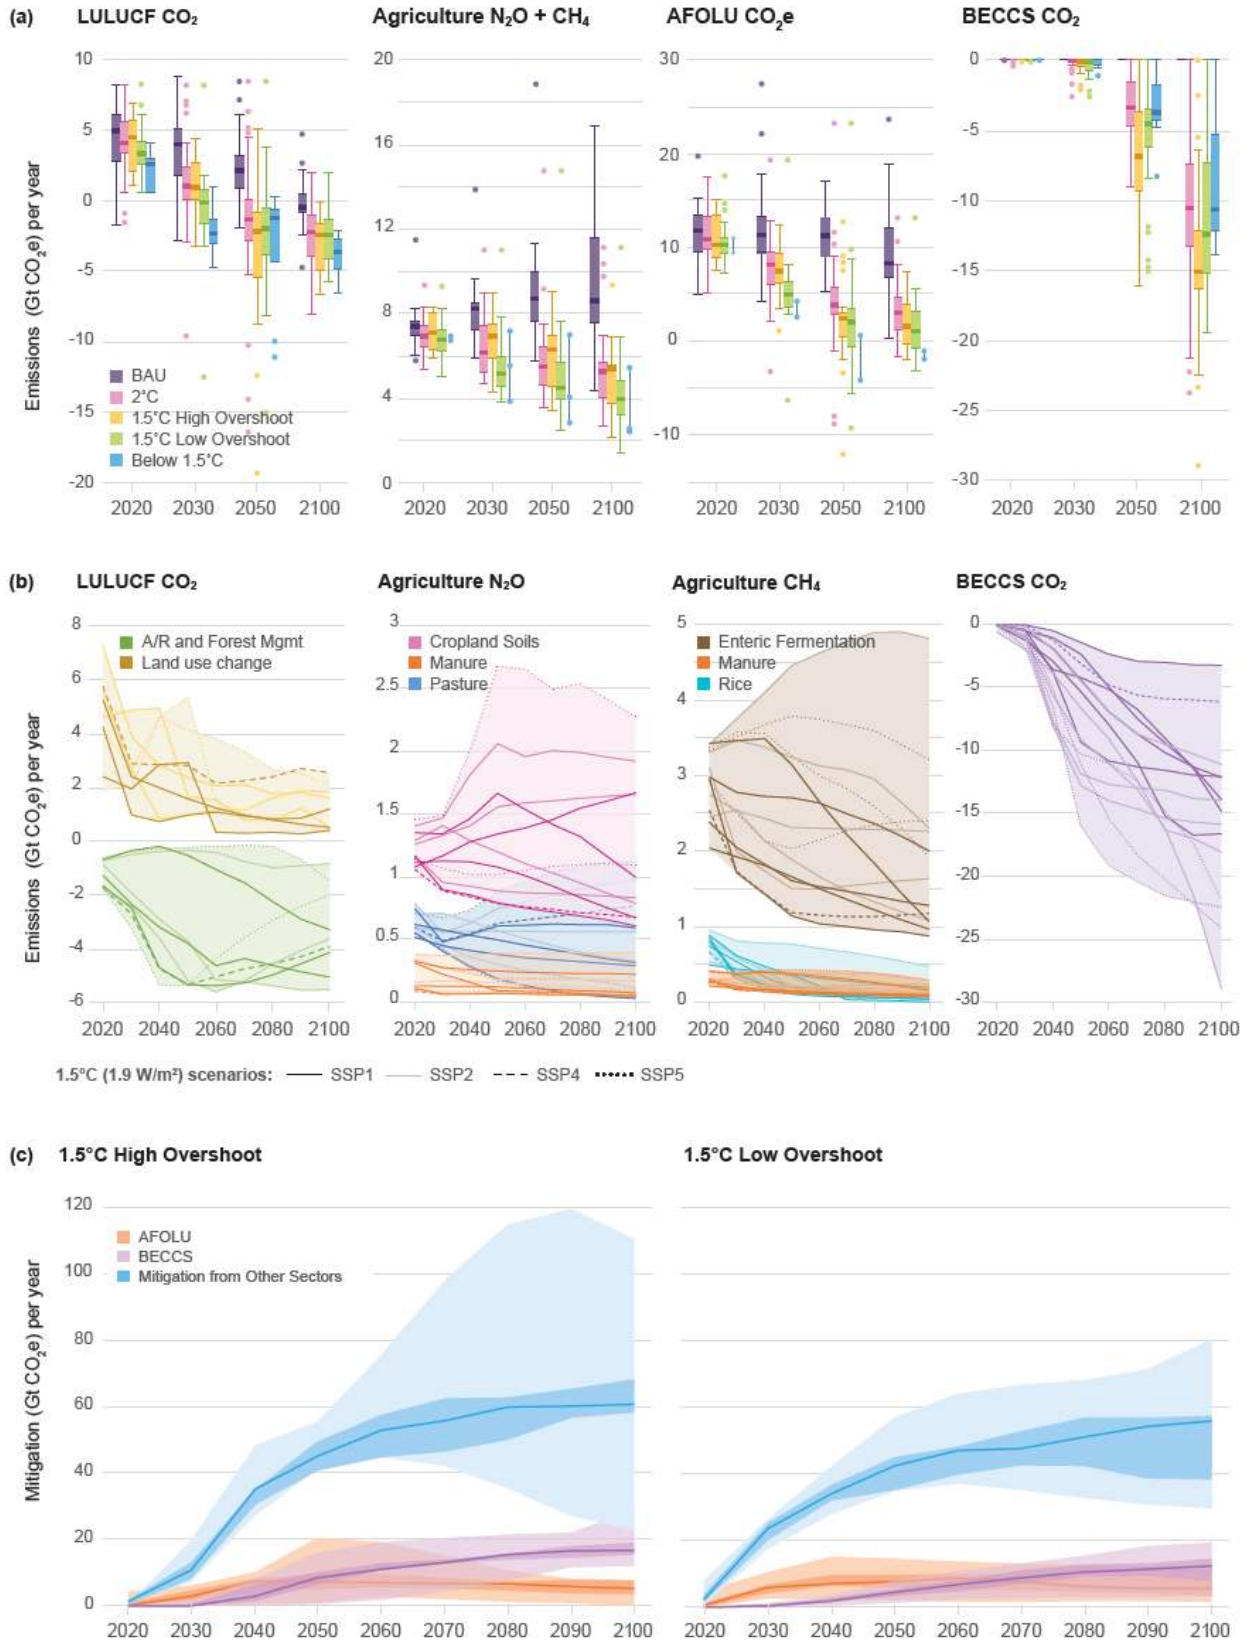 (a) LULUCF CO₂ Agriculture N₂O + CH₄ AFOLU CO₂e BECCS CO₂
Emissions (Gt CO₂e) per year
10
5
0
-5
-10
-15
-20
BAU
2°C
1.5°C High Overshoot
1.5°C Low Overshoot
Below 1.5°C
2020 2030 2050 2100
20
16
12
8
4
0
2020 2030 2050 2100
30
20
10
0
-10
2020 2030 2050 2100
0
-5
-10
-15
-20
-25
-30
2020 2030 2050 2100
(b) LULUCF CO₂ Agriculture N₂O Agriculture CH₄ BECCS CO₂
Emissions (Gt CO₂e) per year
8
6
4
2
0
-2
-4
-6
A/R and Forest Mgmt
Land use change
2020 2040 2060 2080 2100
3
2.5
2
1.5
1
0.5
0
Cropland Soils
Manure
Pasture
2020 2040 2060 2080 2100
5
4
3
2
1
0
Enteric Fermentation
Manure
Rice
2020 2040 2060 2080 2100
0
-5
-10
-15
-20
-25
-30
2020 2040 2060 2080 2100
1.5°C (1.9 W/m²) scenarios: SSP1 SSP2 SSP4 SSP5
(c) 1.5°C High Overshoot 1.5°C Low Overshoot
Mitigation (Gt CO₂e) per year
120
100
80
60
40
20
0
AFOLU
BECCS
Mitigation from Other Sectors
2020 2030 2040 2050 2060 2070 2080 2090 2100
2020 2030 2040 2050 2060 2070 2080 2090 2100